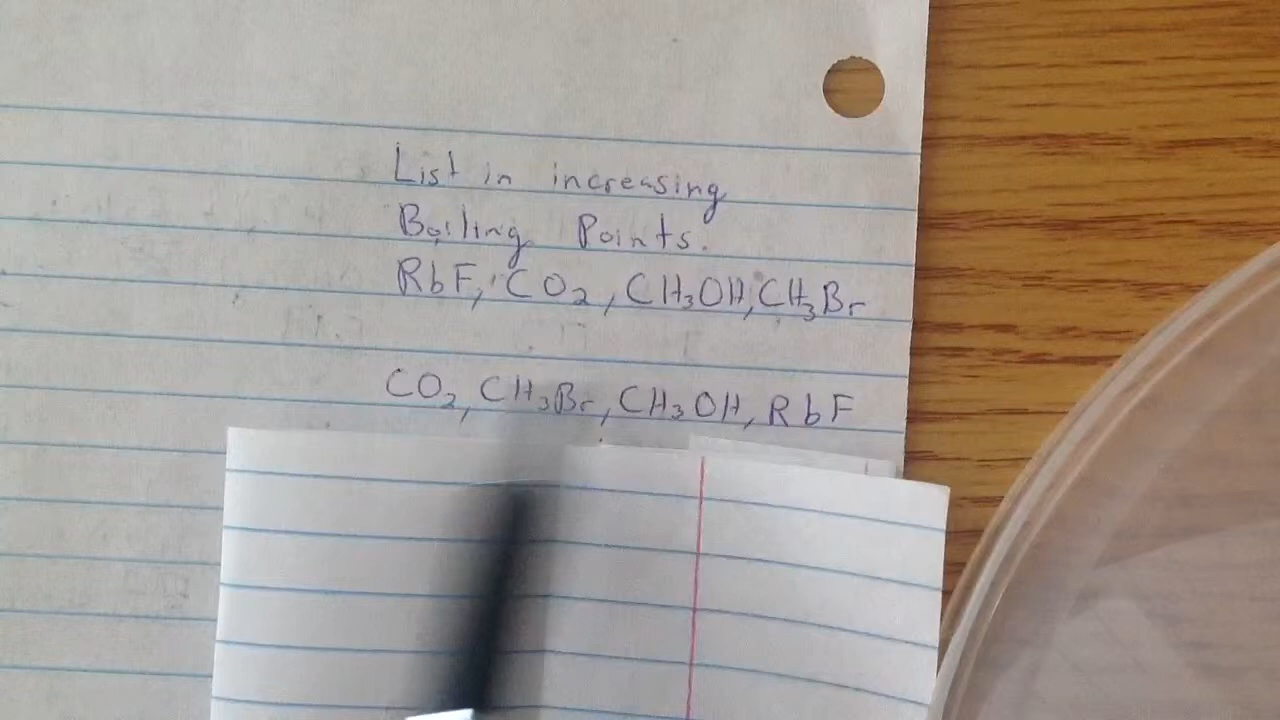 List in increasing
Boiling Points.
RbF, CO₂, CH₃OH, CH₃Br
CO₂, CH₃Br, CH₃OH, RbF